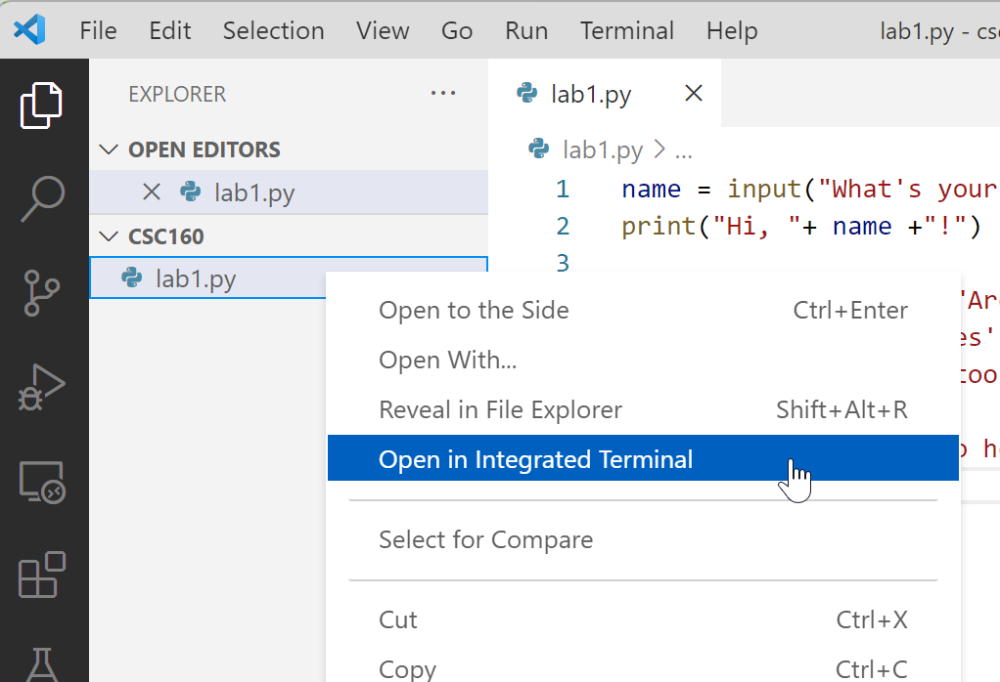 File Edit Selection View Go Run Terminal Help lab1.py - cs
EXPLORER ...
lab1.py
OPEN EDITORS
lab1.py > ...
lab1.py
1 name = input("What's your
CSC160
2 print("Hi, "+ name +"!")
3
lab1.py
Open to the Side Ctrl+Enter
'Ar
Open With...
es'
Reveal in File Explorer Shift+Alt+R
too
Open in Integrated Terminal
o h
Select for Compare
Cut Ctrl+X
Copy Ctrl+C